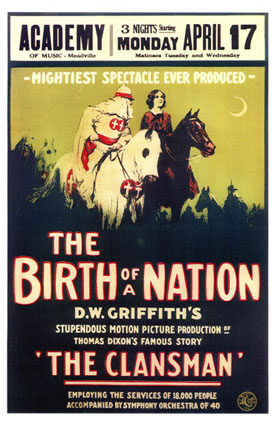 ACADEMY
OF MUSIC - Meadville
3 NIGHTS Starting
MONDAY APRIL 17
Matinees Tuesday and Wednesday
- MIGHTIEST SPECTACLE EVER PRODUCED -
THE
BIRTH OF A NATION
D.W. GRIFFITH'S
STUPENDOUS MOTION PICTURE PRODUCTION OF
THOMAS DIXON'S FAMOUS STORY
'THE CLANSMAN'
EMPLOYING THE SERVICES OF 18,000 PEOPLE
ACCOMPANIED BY SYMPHONY ORCHESTRA OF 40